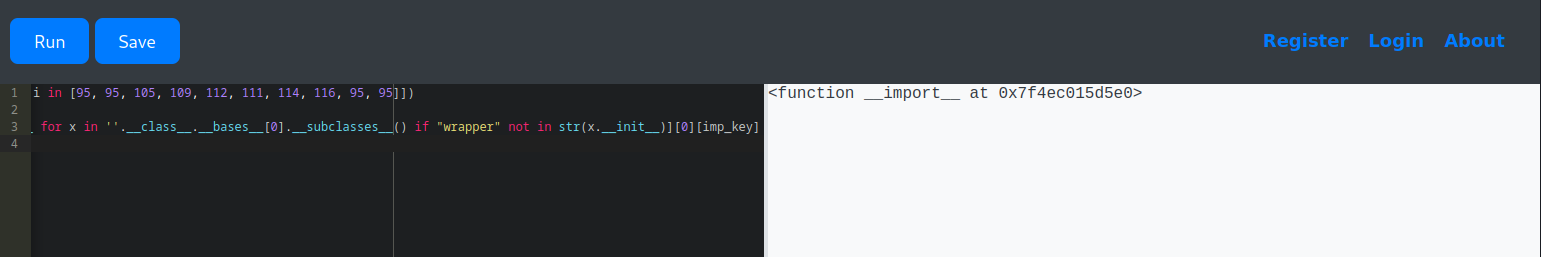 Run Save Register Login About
1 i in [95, 95, 105, 109, 112, 111, 114, 116, 95, 95]])
<function __import__ at 0x7f4ec015d5e0>
2
3 _ for x in ''.__class__.__bases__[0].__subclasses__() if "wrapper" not in str(x.__init__)][0][imp_key]
4